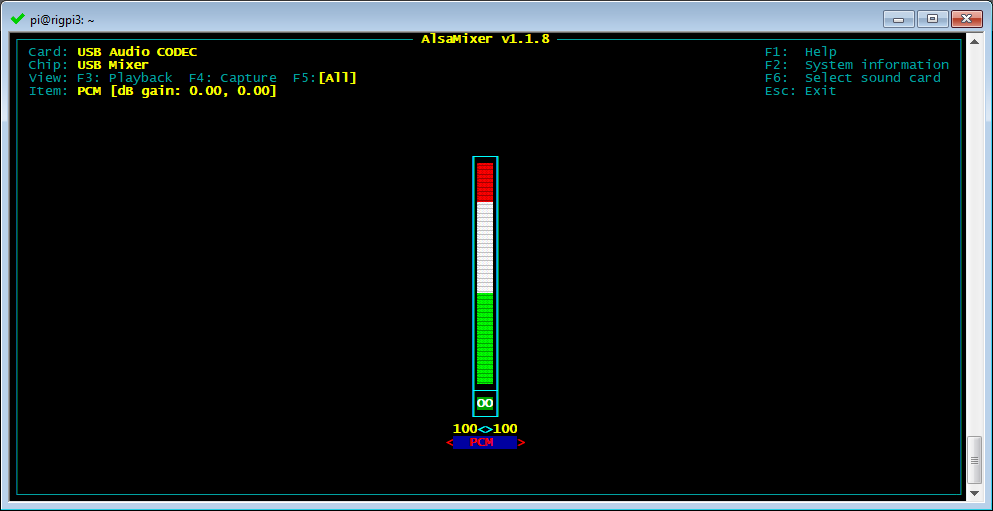 pi@rigpi3: ~
AlsaMixer v1.1.8
Card: USB Audio CODEC
F1: Help
Chip: USB Mixer
F2: System information
View: F3: Playback F4: Capture F5:[All]
F6: Select sound card
Item: PCM [dB gain: 0.00, 0.00]
Esc: Exit
OO
100<>100
< PCM >